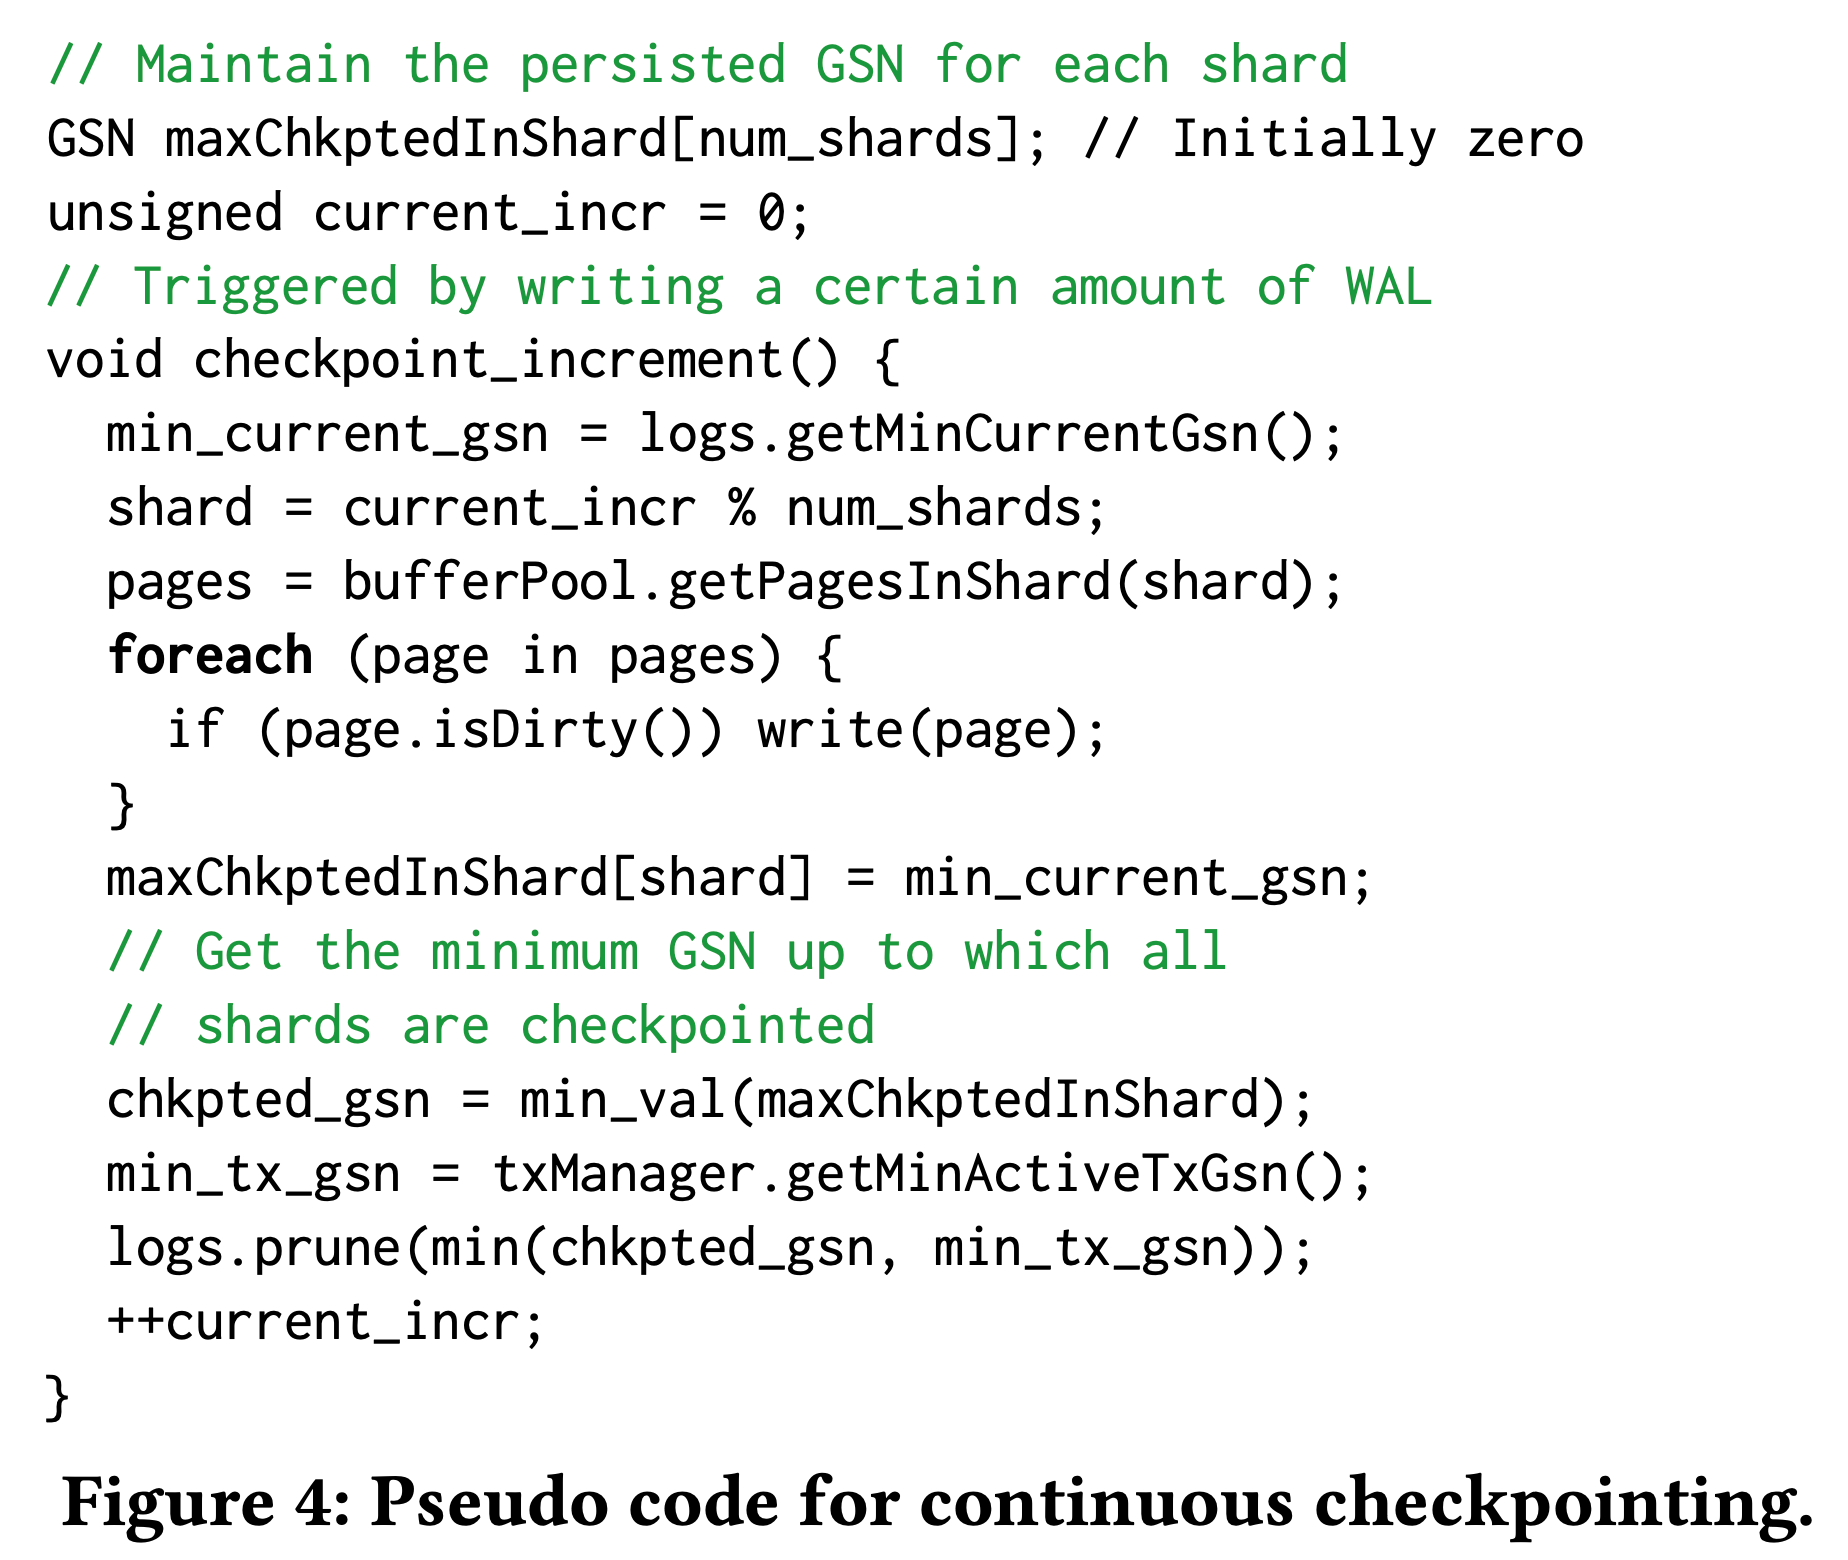 // Maintain the persisted GSN for each shard
GSN maxChkptedInShard[num_shards]; // Initially zero
unsigned current_incr = 0;
// Triggered by writing a certain amount of WAL
void checkpoint_increment() {
  min_current_gsn = logs.getMinCurrentGsn();
  shard = current_incr % num_shards;
  pages = bufferPool.getPagesInShard(shard);
  foreach (page in pages) {
    if (page.isDirty()) write(page);
  }
  maxChkptedInShard[shard] = min_current_gsn;
  // Get the minimum GSN up to which all
  // shards are checkpointed
  chkpted_gsn = min_val(maxChkptedInShard);
  min_tx_gsn = txManager.getMinActiveTxGsn();
  logs.prune(min(chkpted_gsn, min_tx_gsn));
  ++current_incr;
}
Figure 4: Pseudo code for continuous checkpointing.